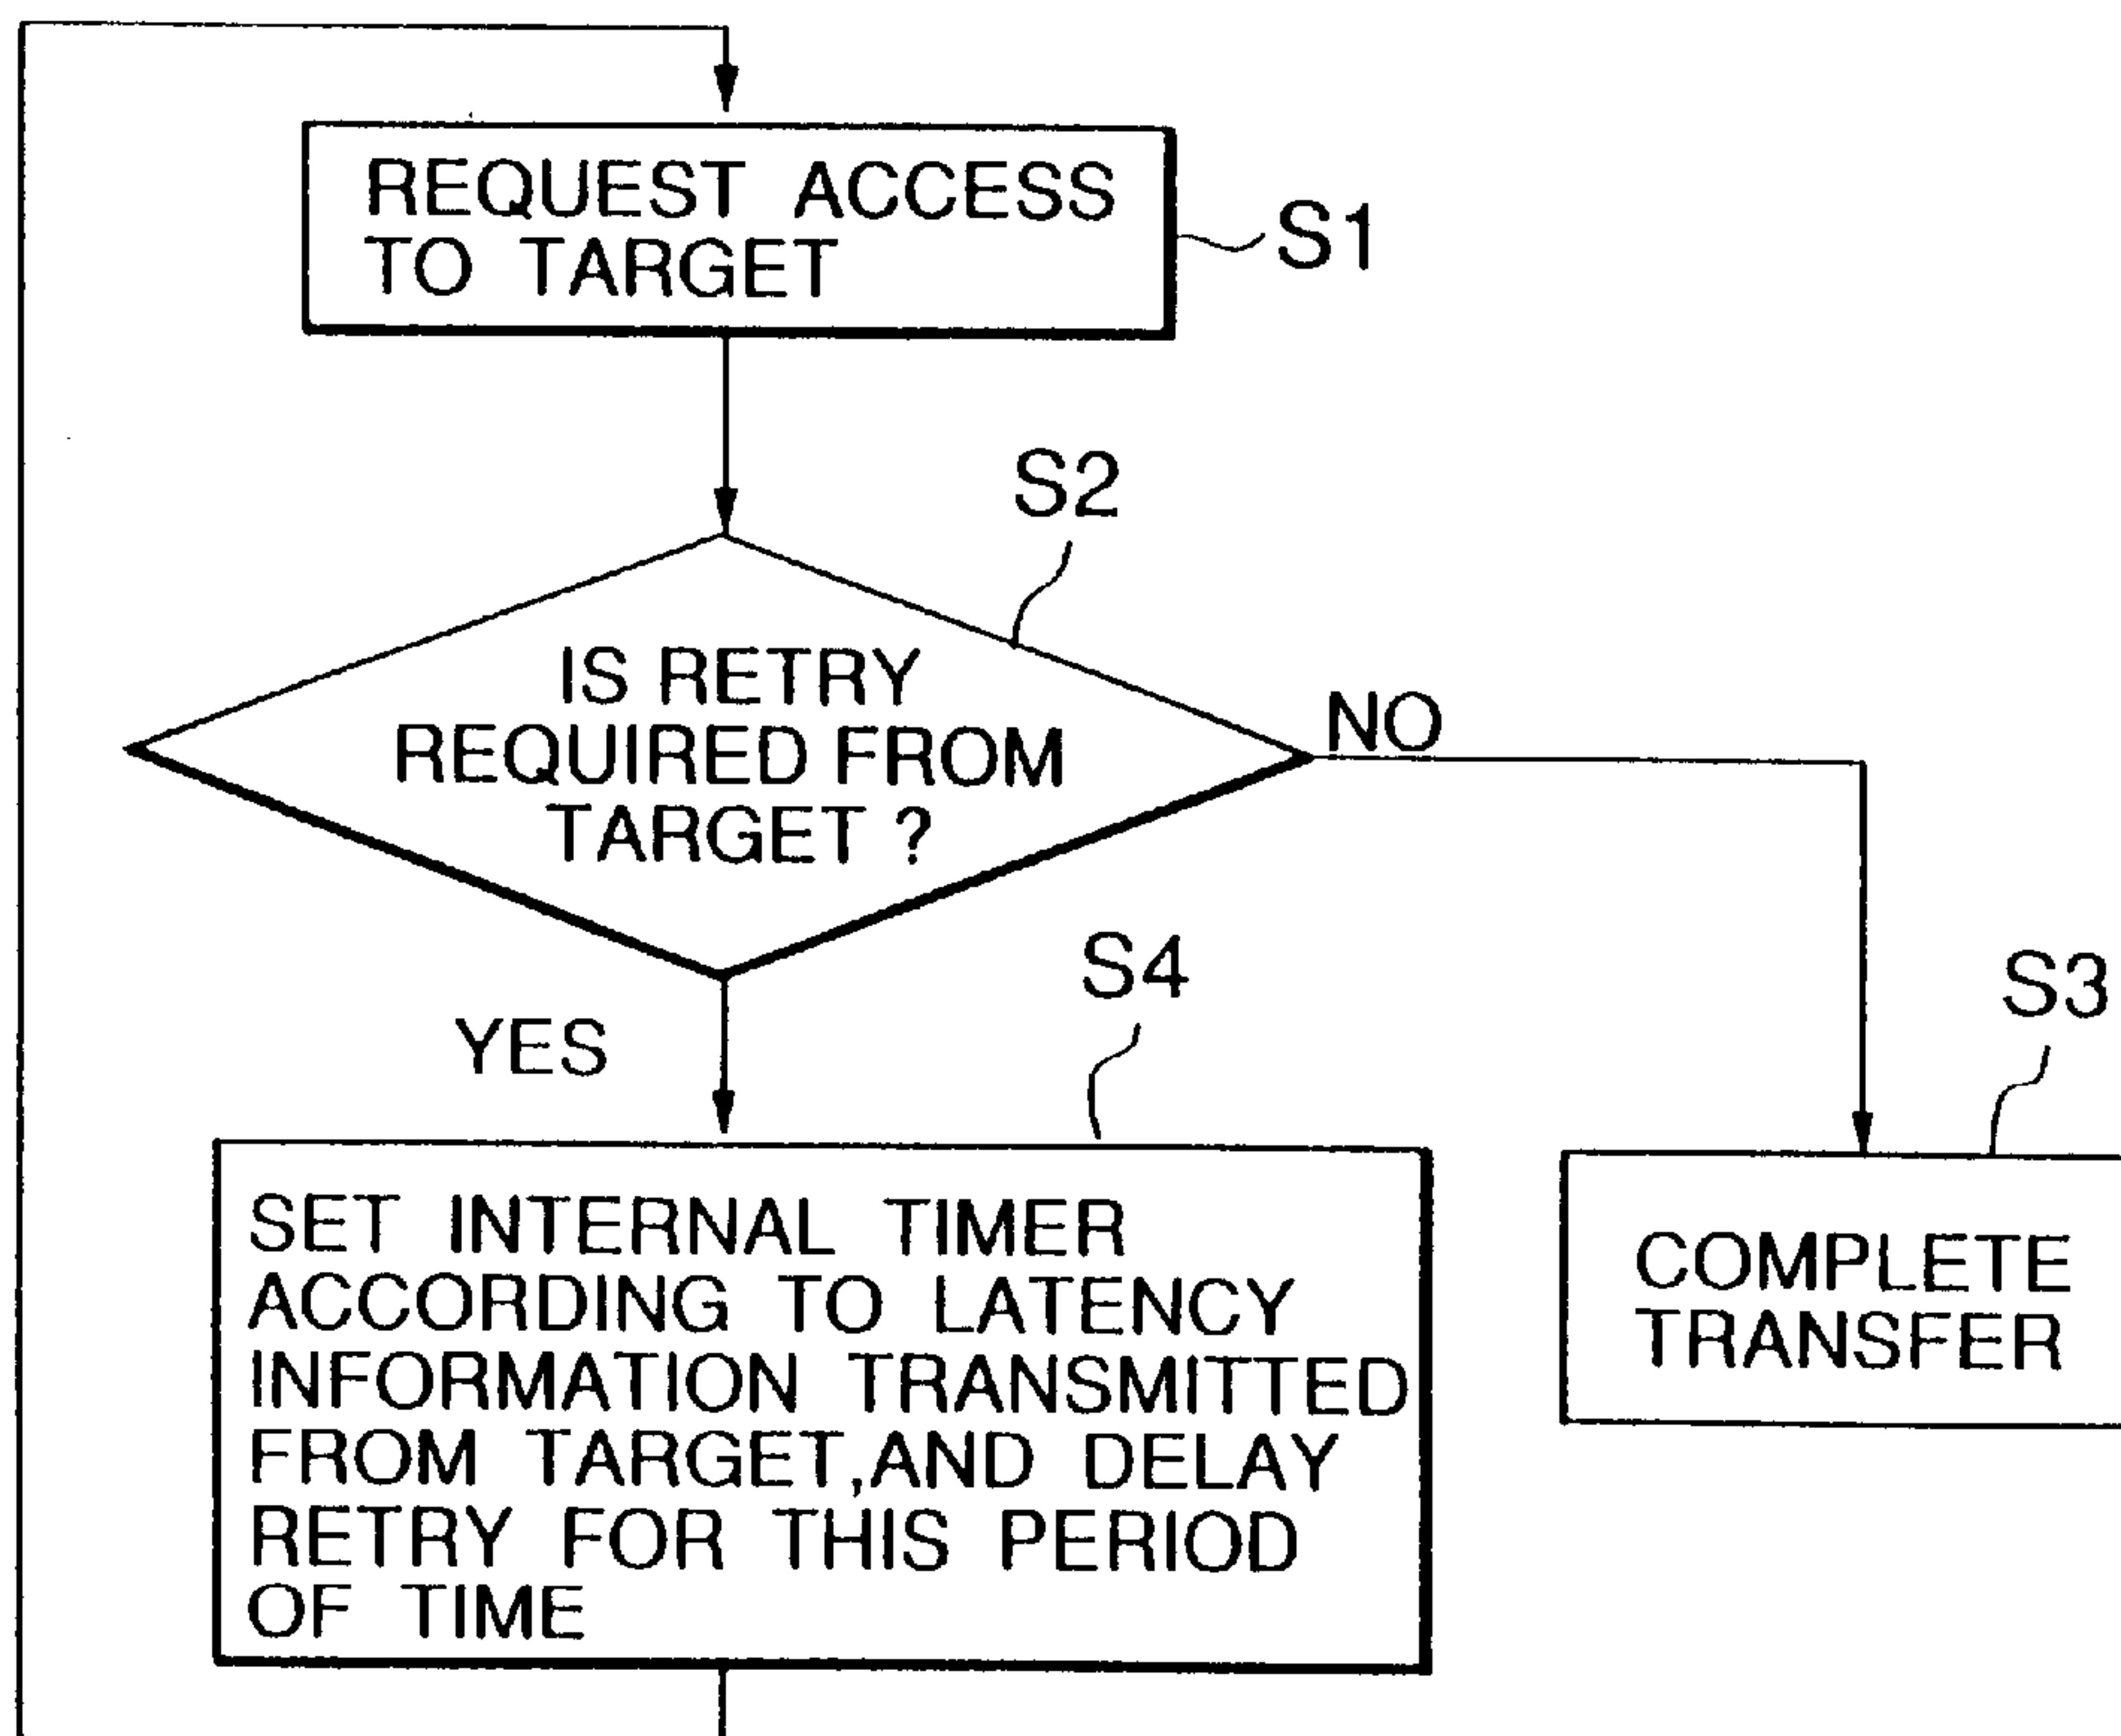 REQUEST ACCESS
TO TARGET
S1
S2
IS RETRY
REQUIRED FROM
TARGET ?
NO
YES
S4
S3
SET INTERNAL TIMER
ACCORDING TO LATENCY
INFORMATION TRANSMITTED
FROM TARGET,AND DELAY
RETRY FOR THIS PERIOD
OF TIME
COMPLETE
TRANSFER